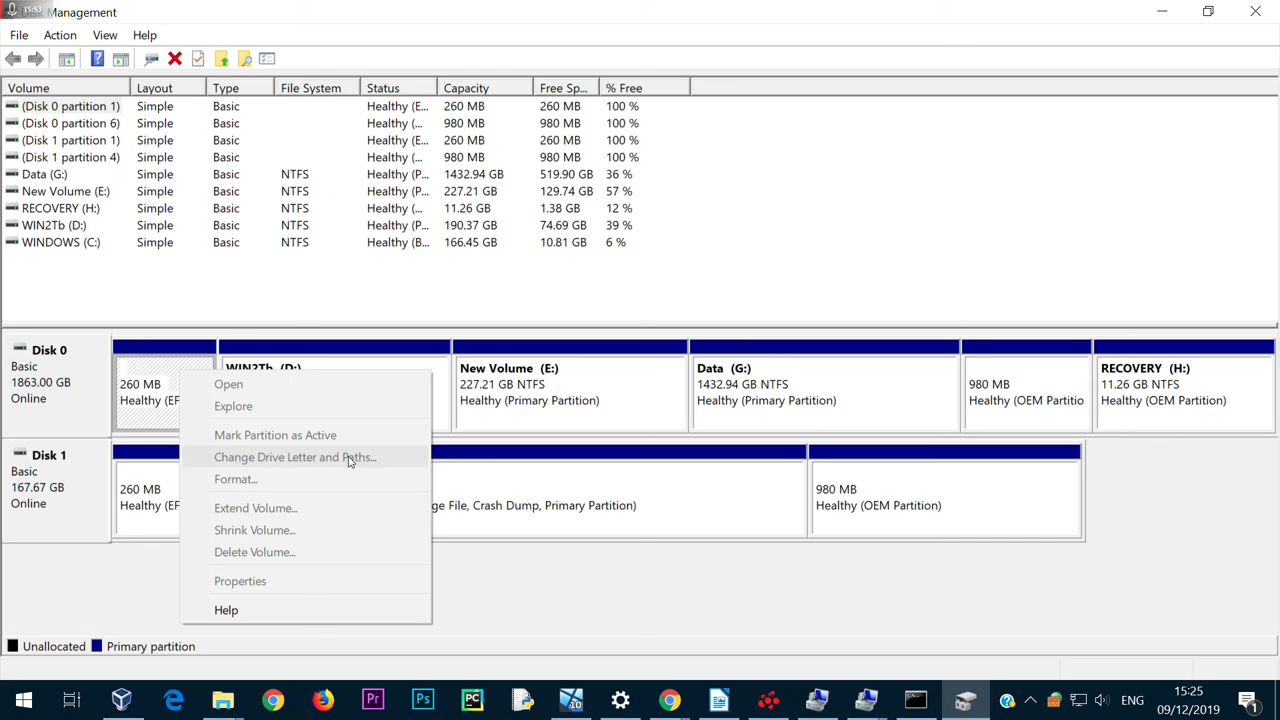 15:53
Disk Management
File Action View Help
Volume Layout Type File System Status Capacity Free Sp... % Free
(Disk 0 partition 1) Simple Basic Healthy (E... 260 MB 260 MB 100 %
(Disk 0 partition 6) Simple Basic Healthy (... 980 MB 980 MB 100 %
(Disk 1 partition 1) Simple Basic Healthy (E... 260 MB 260 MB 100 %
(Disk 1 partition 4) Simple Basic Healthy (... 980 MB 980 MB 100 %
Data (G:) Simple Basic NTFS Healthy (P... 1432.94 GB 519.90 GB 36 %
New Volume (E:) Simple Basic NTFS Healthy (P... 227.21 GB 129.74 GB 57 %
RECOVERY (H:) Simple Basic NTFS Healthy (... 11.26 GB 1.38 GB 12 %
WIN2Tb (D:) Simple Basic NTFS Healthy (P... 190.37 GB 74.69 GB 39 %
WINDOWS (C:) Simple Basic NTFS Healthy (B... 166.45 GB 10.81 GB 6 %
Disk 0
Basic
1863.00 GB
Online
260 MB
Healthy (EF
WIN2Tb (D:)
New Volume (E:)
227.21 GB NTFS
Healthy (Primary Partition)
Data (G:)
1432.94 GB NTFS
Healthy (Primary Partition)
980 MB
Healthy (OEM Partitio
RECOVERY (H:)
11.26 GB NTFS
Healthy (OEM Partition)
Open
Explore
Mark Partition as Active
Change Drive Letter and Paths...
Format...
Extend Volume...
Shrink Volume...
Delete Volume...
Properties
Help
Disk 1
Basic
167.67 GB
Online
260 MB
Healthy (EF
ge File, Crash Dump, Primary Partition)
980 MB
Healthy (OEM Partition)
Unallocated Primary partition
Pr Ps PC 10 ENG 15:25
09/12/2019
1